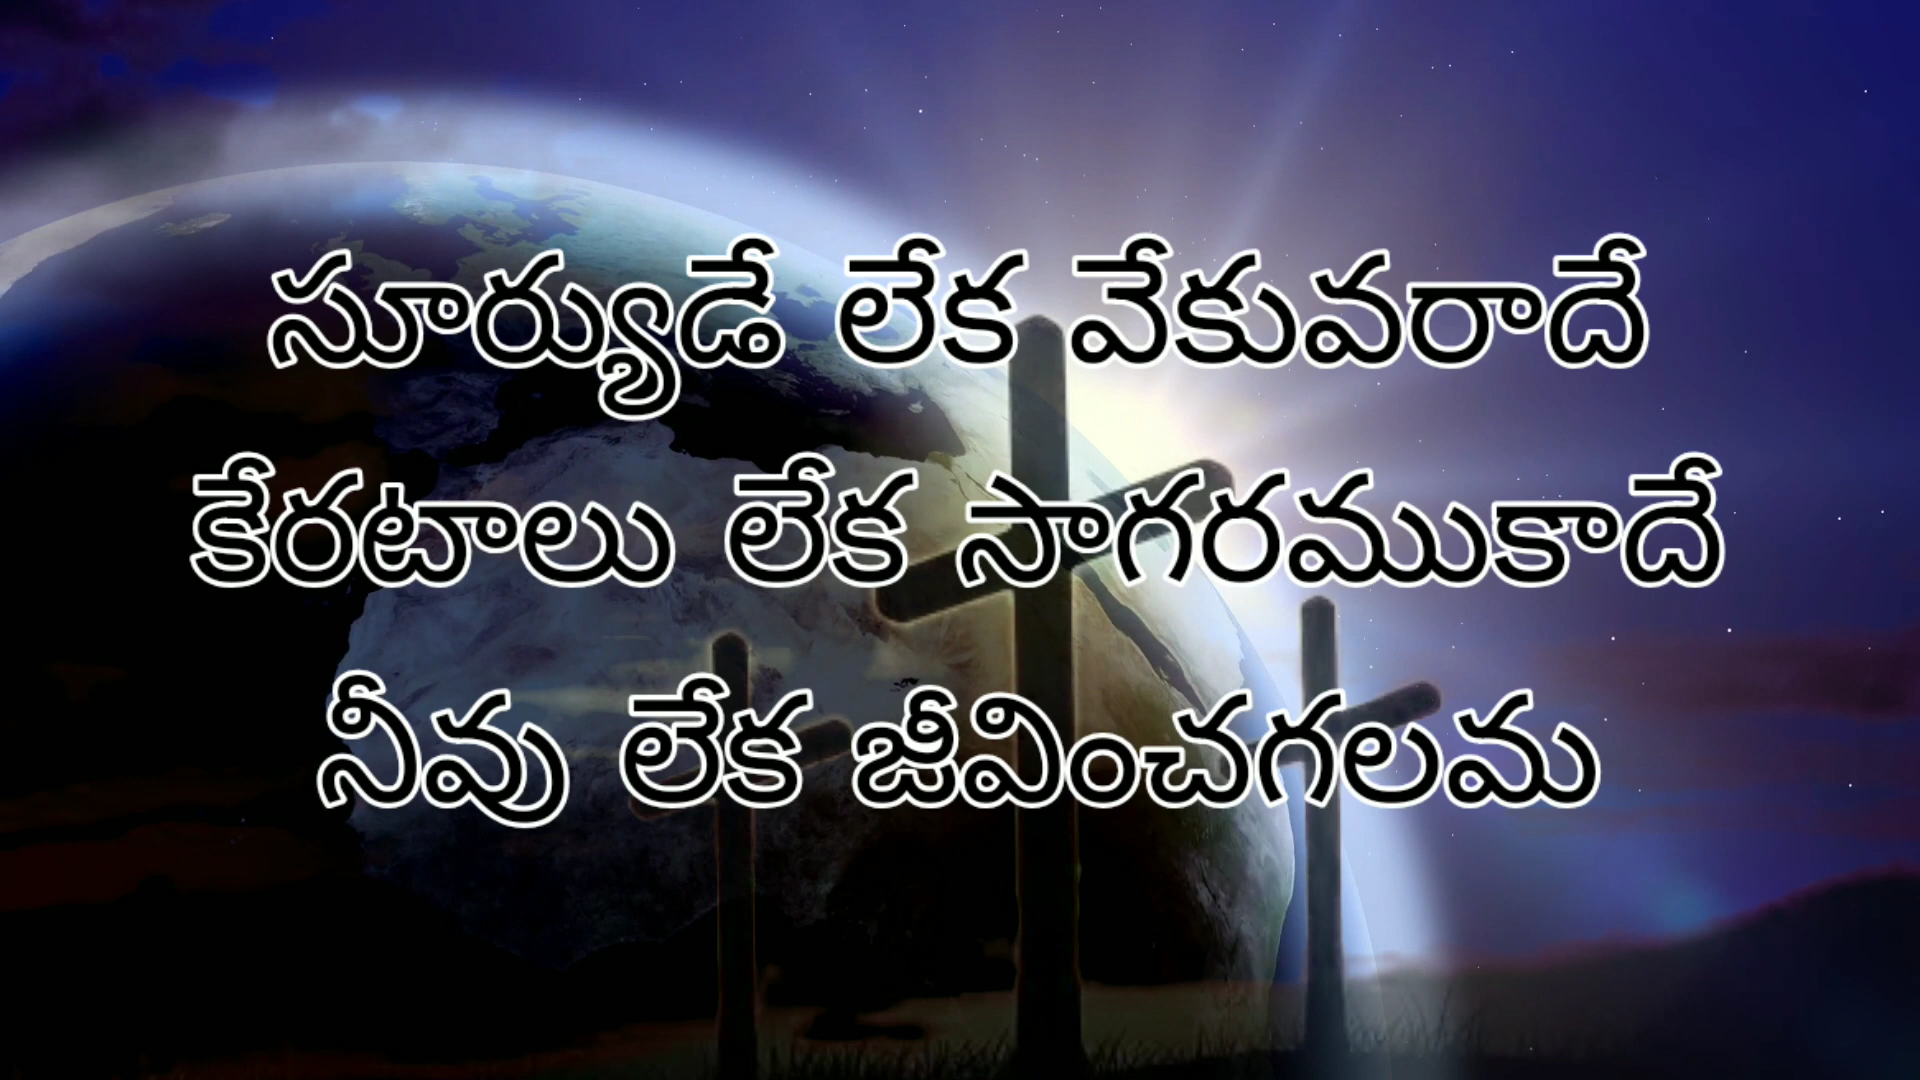 సూర్యుడే లేక వేకువరాదే
కేరటాలు లేక సాగరముకాదే
నీవు లేక జీవించగలమ